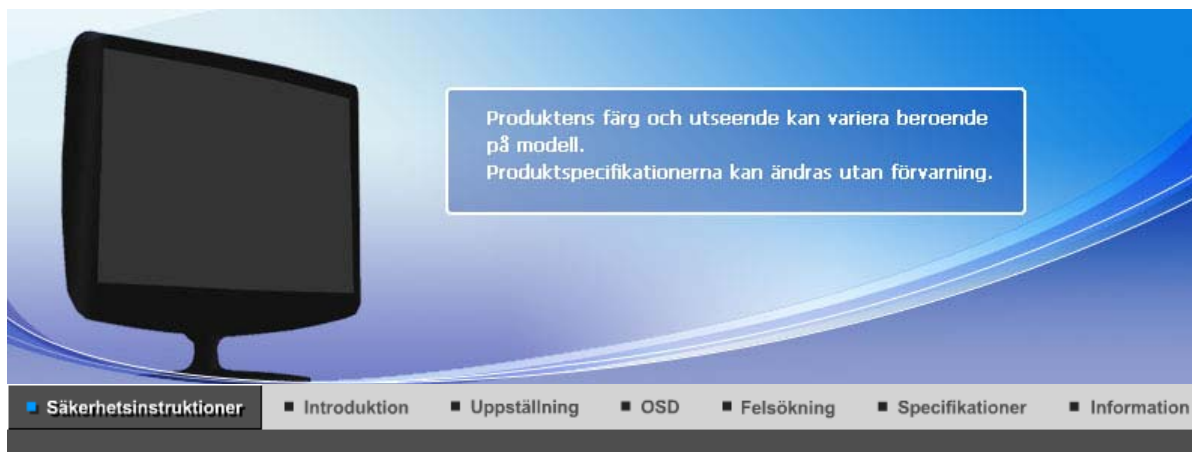 Produktens färg och utseende kan variera beroende
på modell.
Produktspecifikationerna kan ändras utan förvarning.
Säkerhetsinstruktioner Introduktion Uppställning OSD Felsökning Specifikationer Information